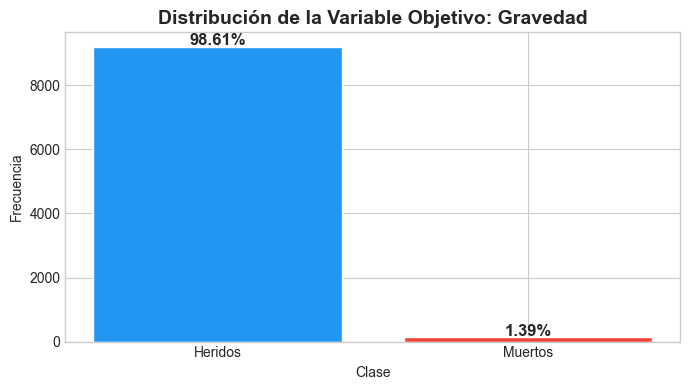 Distribución de la Variable Objetivo: Gravedad
98.61%
8000
6000
4000
2000
0
Frecuencia
1.39%
Heridos
Muertos
Clase